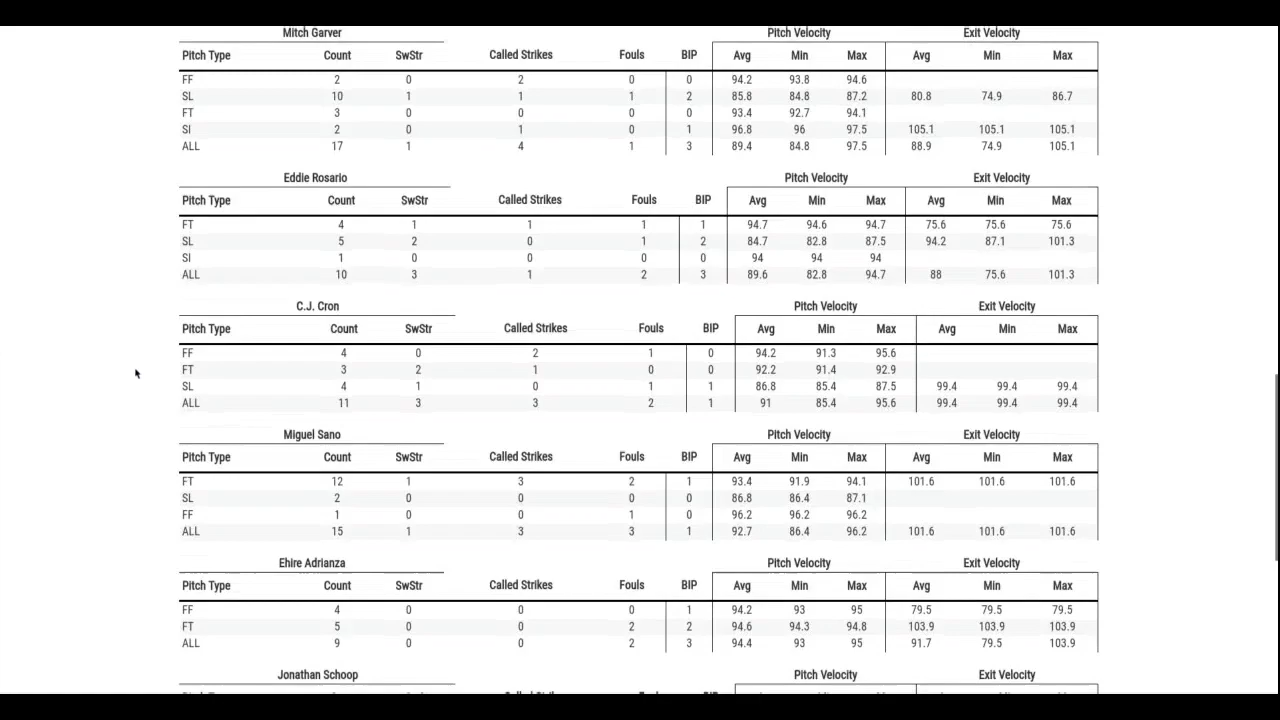 Mitch Garver Pitch Velocity Exit Velocity
Pitch Type Count SwStr Called Strikes Fouls BIP Avg Min Max Avg Min Max
FF 2 0 2 0 0 94.2 93.8 94.6
SL 10 1 1 1 2 85.8 84.8 87.2 80.8 74.9 86.7
FT 3 0 0 0 0 93.4 92.7 94.1
SI 2 0 1 0 1 96.8 96 97.5 105.1 105.1 105.1
ALL 17 1 4 1 3 89.4 84.8 97.5 88.9 74.9 105.1
Eddie Rosario Pitch Velocity Exit Velocity
Pitch Type Count SwStr Called Strikes Fouls BIP Avg Min Max Avg Min Max
FT 4 1 1 1 1 94.7 94.6 94.7 75.6 75.6 75.6
SL 5 2 0 1 2 84.7 82.8 87.5 94.2 87.1 101.3
SI 1 0 0 0 0 94 94 94
ALL 10 3 1 2 3 89.6 82.8 94.7 88 75.6 101.3
C.J. Cron Pitch Velocity Exit Velocity
Pitch Type Count SwStr Called Strikes Fouls BIP Avg Min Max Avg Min Max
FF 4 0 2 1 0 94.2 91.3 95.6
FT 3 2 1 0 0 92.2 91.4 92.9
SL 4 1 0 1 1 86.8 85.4 87.5 99.4 99.4 99.4
ALL 11 3 3 2 1 91 85.4 95.6 99.4 99.4 99.4
Miguel Sano Pitch Velocity Exit Velocity
Pitch Type Count SwStr Called Strikes Fouls BIP Avg Min Max Avg Min Max
FT 12 1 3 2 1 93.4 91.9 94.1 101.6 101.6 101.6
SL 2 0 0 0 0 86.8 86.4 87.1
FF 1 0 0 1 0 96.2 96.2 96.2
ALL 15 1 3 3 1 92.7 86.4 96.2 101.6 101.6 101.6
Ehire Adrianza Pitch Velocity Exit Velocity
Pitch Type Count SwStr Called Strikes Fouls BIP Avg Min Max Avg Min Max
FF 4 0 0 0 1 94.2 93 95 79.5 79.5 79.5
FT 5 0 0 2 2 94.6 94.3 94.8 103.9 103.9 103.9
ALL 9 0 0 2 3 94.4 93 95 91.7 79.5 103.9
Jonathan Schoop Pitch Velocity Exit Velocity